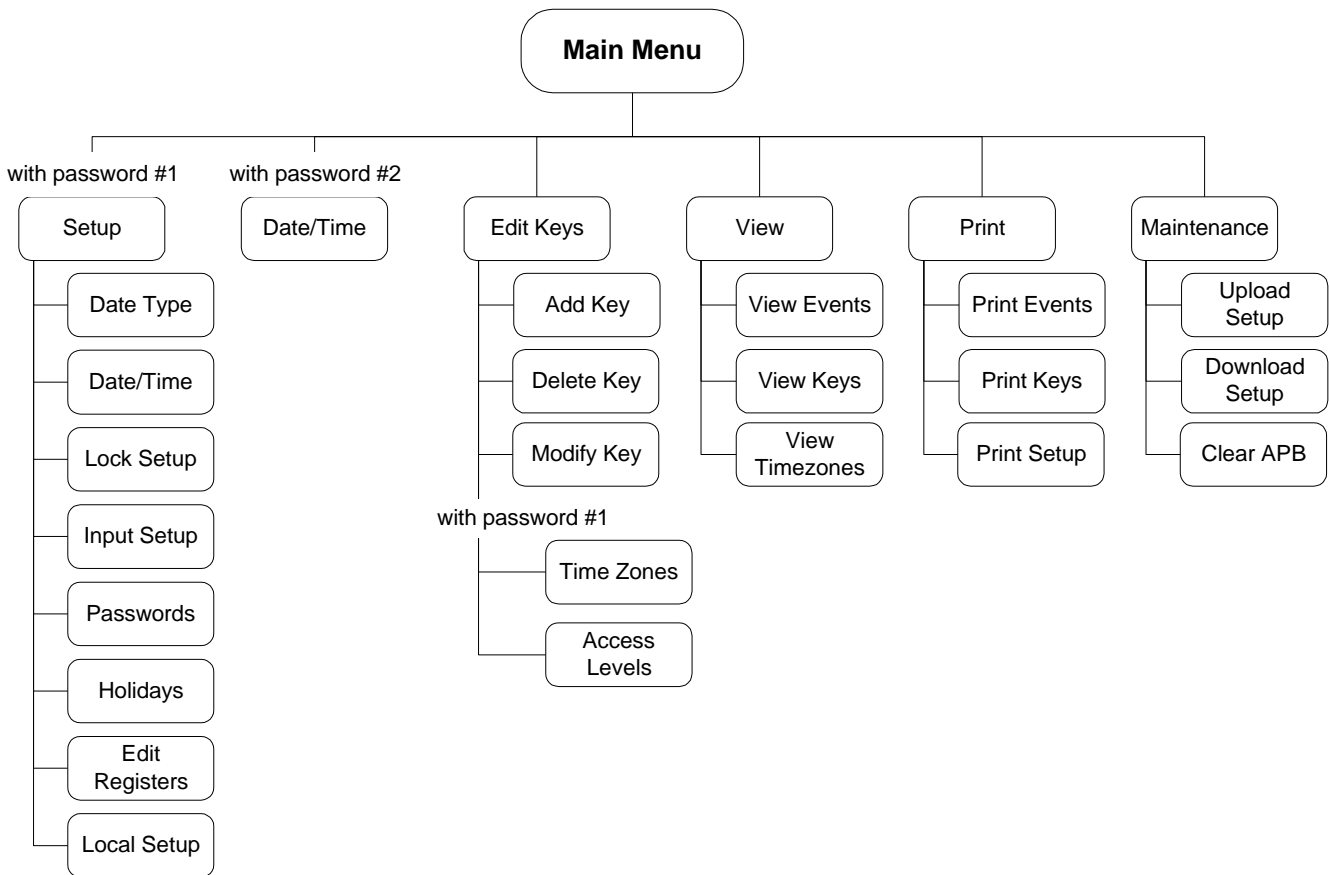 Main Menu
with password #1
with password #2
Setup
Date/Time
Edit Keys
View
Print
Maintenance
Date Type
Date/Time
Lock Setup
Input Setup
Passwords
Holidays
Edit
Registers
Local Setup
Add Key
Delete Key
Modify Key
with password #1
Time Zones
Access
Levels
View Events
View Keys
View
Timezones
Print Events
Print Keys
Print Setup
Upload
Setup
Download
Setup
Clear APB